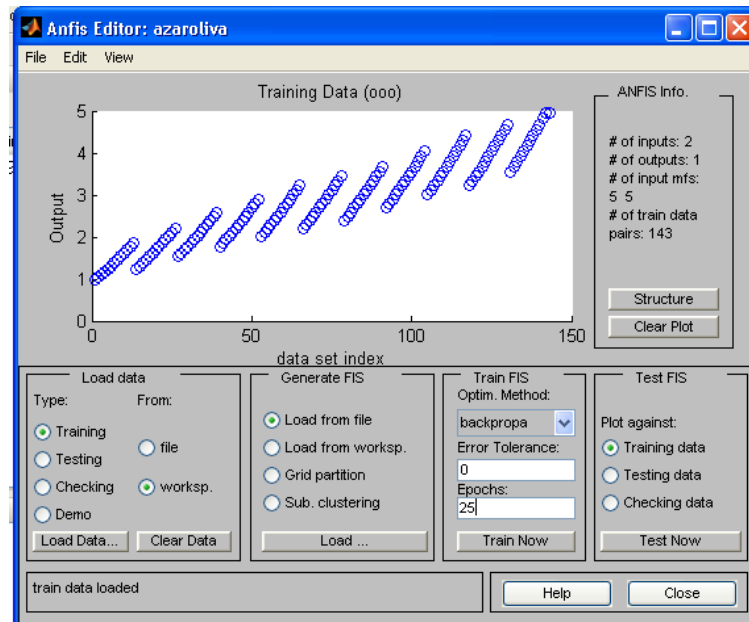 Anfis Editor: azaroliva
File Edit View
Training Data (ooo)
5
4
3
2
1
0
Output
0 50 100 150
data set index
ANFIS Info.
# of inputs: 2
# of outputs: 1
# of input mfs:
5 5
# of train data
pairs: 143
Structure
Clear Plot
Load data
Type: From:
Training
Testing
Checking
Demo
file
worksp.
Load Data... Clear Data
Generate FIS
Load from file
Load from worksp.
Grid partition
Sub. clustering
Load ...
Train FIS
Optim. Method:
backpropa
Error Tolerance:
0
Epochs:
25
Train Now
Test FIS
Plot against:
Training data
Testing data
Checking data
Test Now
train data loaded
Help Close